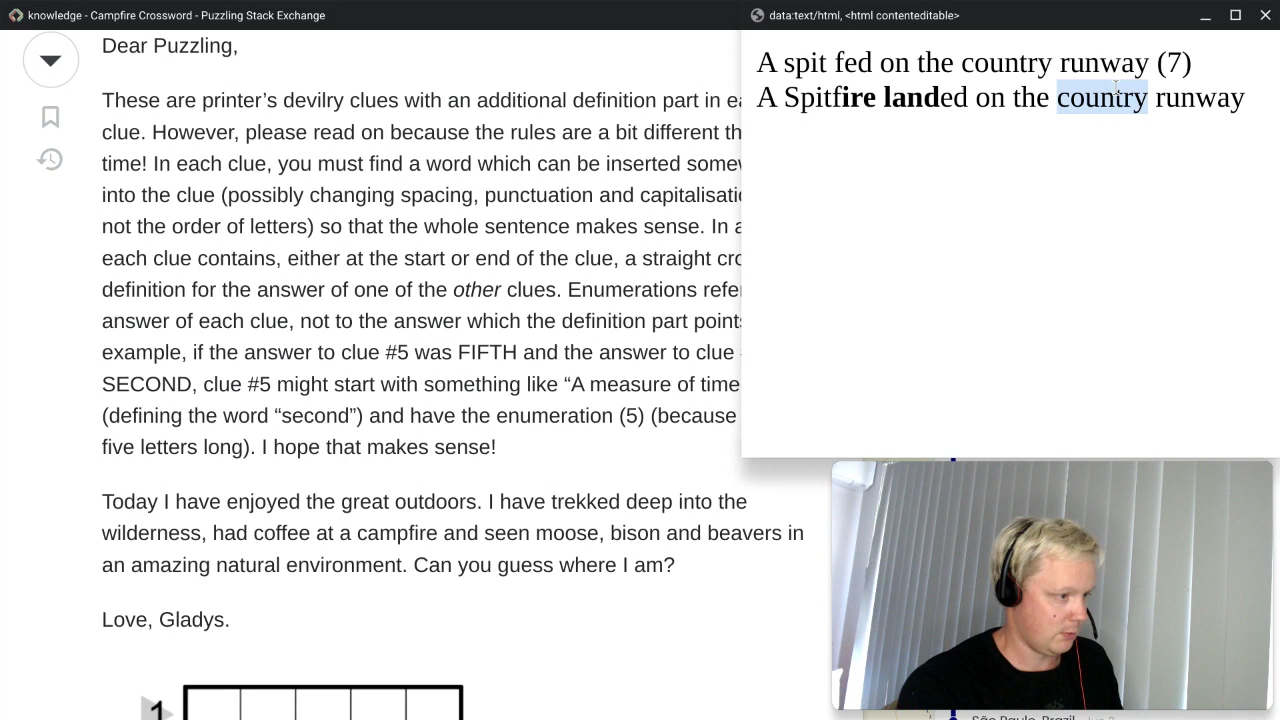 knowledge - Campfire Crossword - Puzzling Stack Exchange
data:text/html, <html contenteditable>
Dear Puzzling,
These are printer’s devilry clues with an additional definition part in
clue. However, please read on because the rules are a bit different
time! In each clue, you must find a word which can be inserted
into the clue (possibly changing spacing, punctuation and
not the order of letters) so that the whole sentence makes sense. In
each clue contains, either at the start or end of the clue, a straight
definition for the answer of one of the other clues. Enumerations
answer of each clue, not to the answer which the definition part
example, if the answer to clue #5 was FIFTH and the answer to clue
SECOND, clue #5 might start with something like “A measure of time
(defining the word “second”) and have the enumeration (5) (because
five letters long). I hope that makes sense!
Today I have enjoyed the great outdoors. I have trekked deep into the
wilderness, had coffee at a campfire and seen moose, bison and beavers in
an amazing natural environment. Can you guess where I am?
Love, Gladys.
1
A spit fed on the country runway (7)
A Spitfire landed on the country runway
São Paulo, Brazil